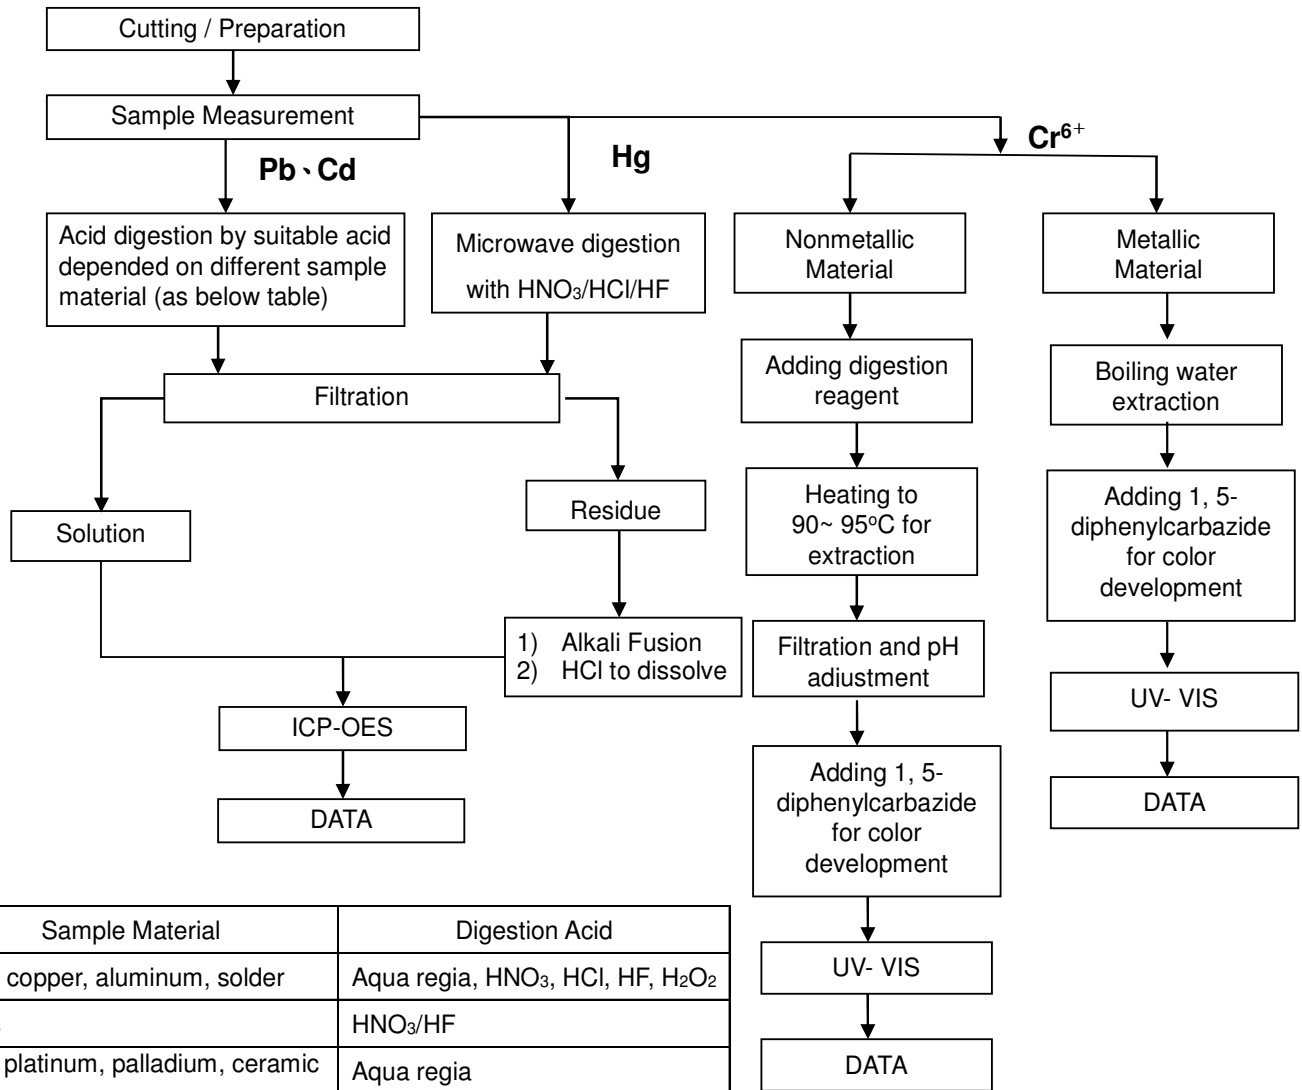 Cutting / Preparation
Sample Measurement
Pb、Cd
Hg
Cr⁶⁺
Acid digestion by suitable acid
depended on different sample
material (as below table)
Microwave digestion
with HNO₃/HCl/HF
Nonmetallic
Material
Metallic
Material
Filtration
Adding digestion
reagent
Boiling water
extraction
Solution
Residue
Heating to
90~ 95°C for
extraction
Adding 1, 5-
diphenylcarbazide
for color
development
1) Alkali Fusion
2) HCl to dissolve
Filtration and pH
adjustment
ICP-OES
UV- VIS
DATA
Adding 1, 5-
diphenylcarbazide
for color
development
DATA
UV- VIS
DATA
Sample Material
Digestion Acid
copper, aluminum, solder
Aqua regia, HNO₃, HCl, HF, H₂O₂
HNO₃/HF
platinum, palladium, ceramic
Aqua regia